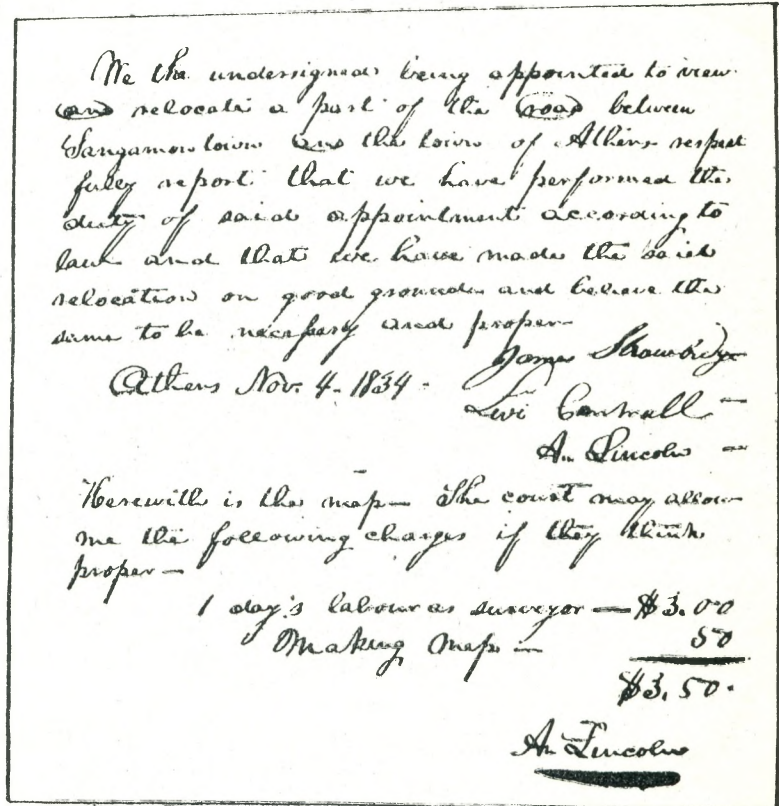 We the undersigned being appointed to view
and relocate a part of the road between
Sangamon town and the town of Athens respect
fully report that we have performed the
duty of said appointment according to
law and that we have made the said
relocation on good ground and believe the
same to be necessary and proper—
James Strowbridge
Athens Nov. 4. 1834.
Levi Cantrall —
A. Lincoln —
Herewith is the map— The court may allow
me the following charges if they think
proper—
1 day's labour as surveyor — $3.00
Making map — 50
$3.50.
A. Lincoln